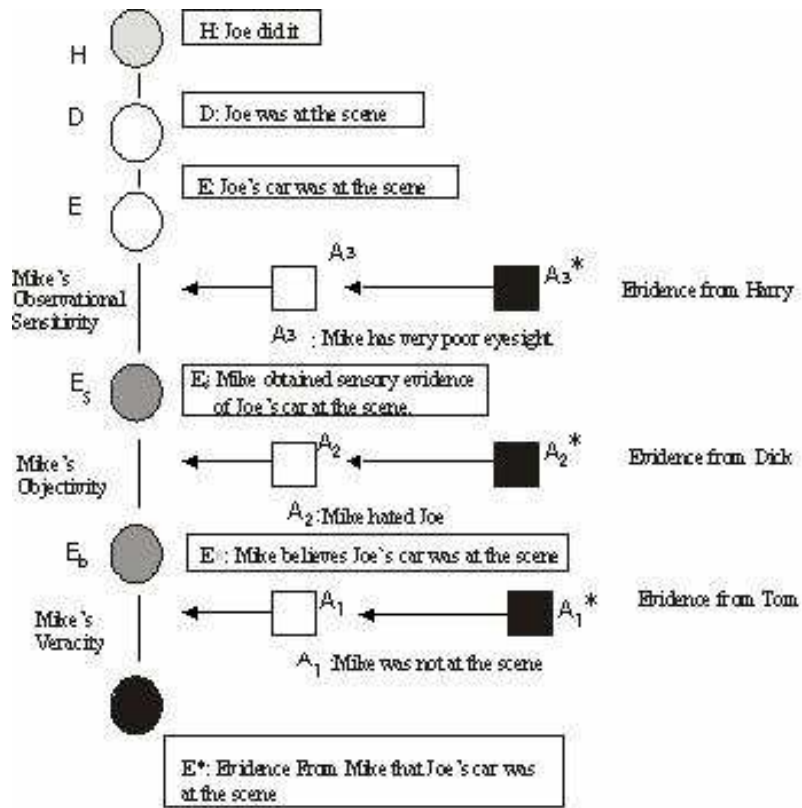 H
H: Joe did it
D
D: Joe was at the scene
E
E: Joe's car was at the scene
Mike's
Observational
Sensitivity
A3
A3*
Evidence from Harry
A3 : Mike has very poor eyesight.
Es
Es: Mike obtained sensory evidence
of Joe's car at the scene.
Mike's
Objectivity
A2
A2*
Evidence from Dick
A2:Mike hated Joe
Eb
E : Mike believes Joe's car was at the scene
Mike's
Veracity
A1
A1*
Evidence from Tom
A1 :Mike was not at the scene
E*: Evidence From Mike that Joe's car was
at the scene